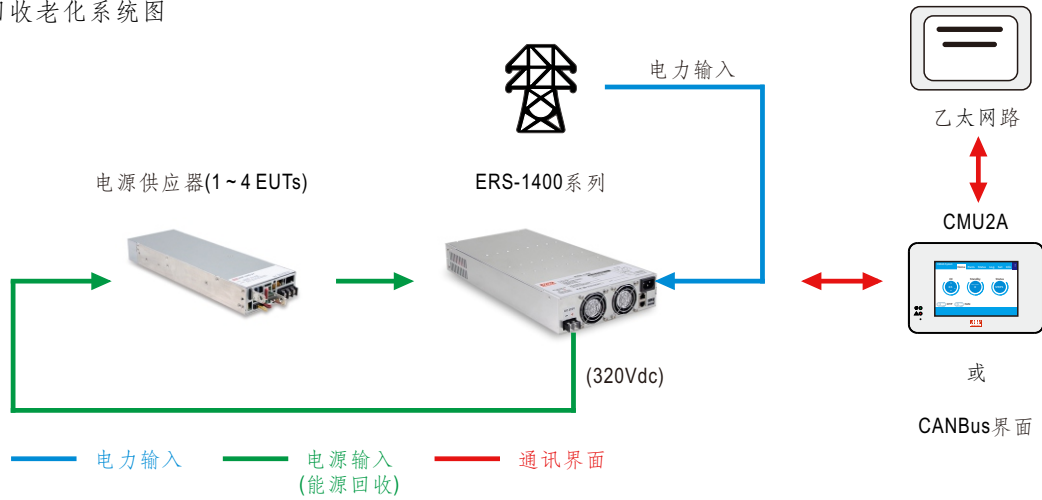 收老化系统图
电力输入
乙太网路
电源供应器(1 ~ 4 EUTs)
ERS-1400系列
CMU2A
(320Vdc)
或
CANBus界面
电力输入
电源输入
(能源回收)
通讯界面